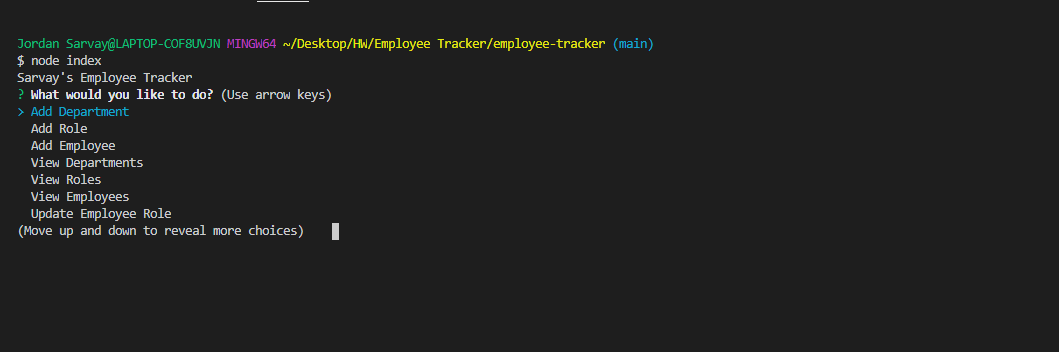 Jordan Sarvay@LAPTOP-COF8UVJN MINGW64 ~/Desktop/HW/Employee Tracker/employee-tracker (main)
$ node index
Sarvay's Employee Tracker
? What would you like to do? (Use arrow keys)
> Add Department
Add Role
Add Employee
View Departments
View Roles
View Employees
Update Employee Role
(Move up and down to reveal more choices)